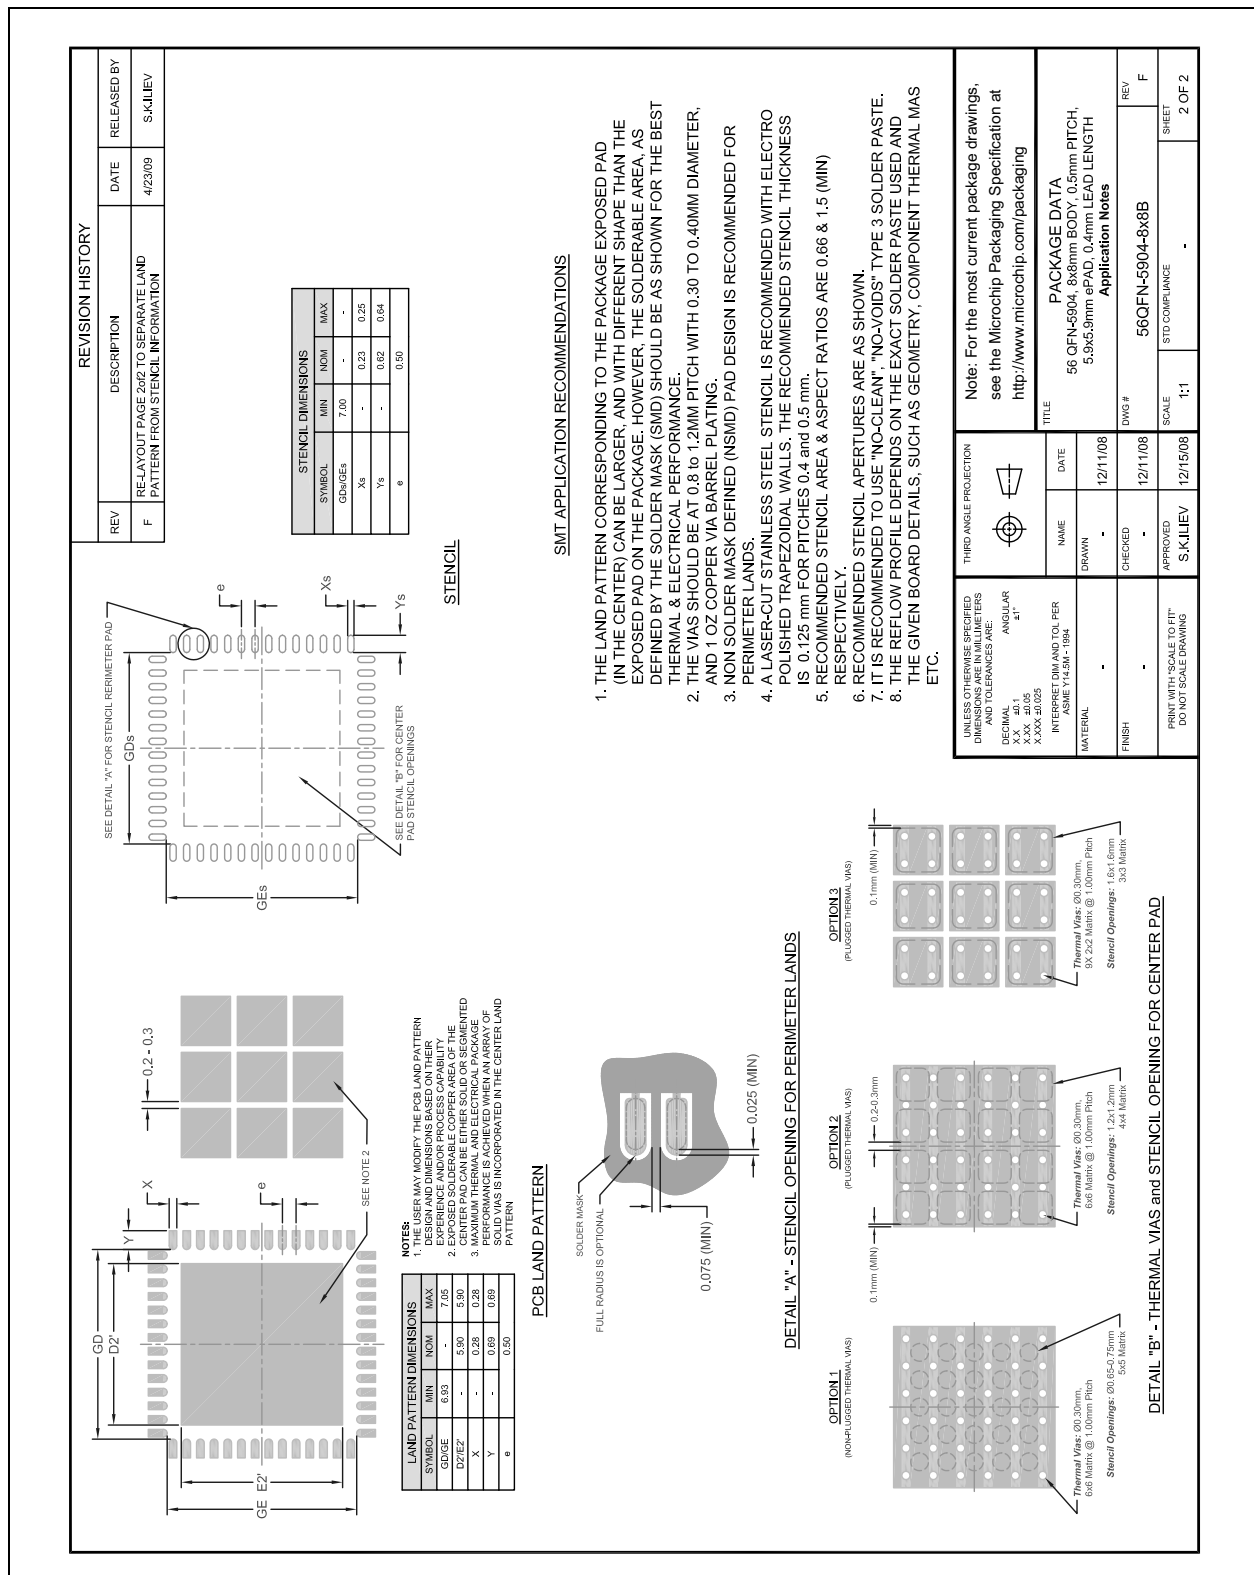 REVISION HISTORY
REV
DESCRIPTION
DATE
RELEASED BY
F
RE-LAYOUT PAGE 2of2 TO SEPARATE LAND
PATTERN FROM STENCIL INFORMATION
4/23/09
S.K.ILIEV
GD
D2'
Y
X
e
GE
E2'
0.2 - 0.3
SEE NOTE 2
LAND PATTERN DIMENSIONS
SYMBOL MIN NOM MAX
GD/GE 6.93 - 7.05
D2'/E2' - 5.90 5.90
X - 0.28 0.28
Y - 0.69 0.69
e 0.50
NOTES:
1. THE USER MAY MODIFY THE PCB LAND PATTERN
DESIGN AND DIMENSIONS BASED ON THEIR
EXPERIENCE AND/OR PROCESS CAPABILITY
2. EXPOSED SOLDERABLE COPPER AREA OF THE
CENTER PAD CAN BE EITHER SOLID OR SEGMENTED
3. MAXIMUM THERMAL AND ELECTRICAL PACKAGE
PERFORMANCE IS ACHIEVED WHEN AN ARRAY OF
SOLID VIAS IS INCORPORATED IN THE CENTER LAND
PATTERN
PCB LAND PATTERN
SEE DETAIL "A" FOR STENCIL RERIMETER PAD
GDs
GEs
e
Xs
Ys
SEE DETAIL "B" FOR CENTER
PAD STENCIL OPENINGS
STENCIL
STENCIL DIMENSIONS
SYMBOL MIN NOM MAX
GDs/GEs 7.00 - -
Xs - 0.23 0.25
Ys - 0.62 0.64
e 0.50
SMT APPLICATION RECOMMENDATIONS
1. THE LAND PATTERN CORRESPONDING TO THE PACKAGE EXPOSED PAD
(IN THE CENTER) CAN BE LARGER, AND WITH DIFFERENT SHAPE THAN THE
EXPOSED PAD ON THE PACKAGE. HOWEVER, THE SOLDERABLE AREA, AS
DEFINED BY THE SOLDER MASK (SMD) SHOULD BE AS SHOWN FOR THE BEST
THERMAL & ELECTRICAL PERFORMANCE.
2. THE VIAS SHOULD BE AT 0.8 to 1.2MM PITCH WITH 0.30 TO 0.40MM DIAMETER,
AND 1 OZ COPPER VIA BARREL PLATING.
3. NON SOLDER MASK DEFINED (NSMD) PAD DESIGN IS RECOMMENDED FOR
PERIMETER LANDS.
4. A LASER-CUT STAINLESS STEEL STENCIL IS RECOMMENDED WITH ELECTRO
POLISHED TRAPEZOIDAL WALLS. THE RECOMMENDED STENCIL THICKNESS
IS 0.125 mm FOR PITCHES 0.4 and 0.5 mm.
5. RECOMMENDED STENCIL AREA & ASPECT RATIOS ARE 0.66 & 1.5 (MIN)
RESPECTIVELY.
6. RECOMMENDED STENCIL APERTURES ARE AS SHOWN.
7. IT IS RECOMMENDED TO USE "NO-CLEAN", "NO-VOIDS" TYPE 3 SOLDER PASTE.
8. THE REFLOW PROFILE DEPENDS ON THE EXACT SOLDER PASTE USED AND
THE GIVEN BOARD DETAILS, SUCH AS GEOMETRY, COMPONENT THERMAL MAS
ETC.
SOLDER MASK
FULL RADIUS IS OPTIONAL
0.075 (MIN)
0.025 (MIN)
DETAIL "A" - STENCIL OPENING FOR PERIMETER LANDS
OPTION 1
(NON-PLUGGED THERMAL VIAS)
Thermal Vias: Ø0.30mm,
6x6 Matrix @ 1.00mm Pitch
Stencil Openings: Ø0.65-0.75mm
5x5 Matrix
OPTION 2
(PLUGGED THERMAL VIAS)
0.1mm (MIN)
0.2-0.3mm
Thermal Vias: Ø0.30mm,
6x6 Matrix @ 1.00mm Pitch
Stencil Openings: 1.2x1.2mm
4x4 Matrix
OPTION 3
(PLUGGED THERMAL VIAS)
0.1mm (MIN)
Thermal Vias: Ø0.30mm,
9X 2x2 Matrix @ 1.00mm Pitch
Stencil Openings: 1.6x1.6mm
3x3 Matrix
DETAIL "B" - THERMAL VIAS and STENCIL OPENING FOR CENTER PAD
UNLESS OTHERWISE SPECIFIED
DIMENSIONS ARE IN MILLIMETERS
AND TOLERANCES ARE:
DECIMAL ANGULAR
X.X ±0.1 ±1°
X.XX ±0.05
X.XXX ±0.025
INTERPRET DIM AND TOL PER
ASME Y14.5M - 1994
MATERIAL
-
FINISH
-
PRINT WITH "SCALE TO FIT"
DO NOT SCALE DRAWING
THIRD ANGLE PROJECTION
NAME DATE
DRAWN
- 12/11/08
CHECKED
- 12/11/08
APPROVED
S.K.ILIEV 12/15/08
Note: For the most current package drawings,
see the Microchip Packaging Specification at
http://www.microchip.com/packaging
TITLE
PACKAGE DATA
56 QFN-5904, 8x8mm BODY, 0.5mm PITCH,
5.9x5.9mm ePAD, 0.4mm LEAD LENGTH
Application Notes
DWG #
56QFN-5904-8x8B
REV
F
SCALE
1:1
STD COMPLIANCE
-
SHEET
2 OF 2